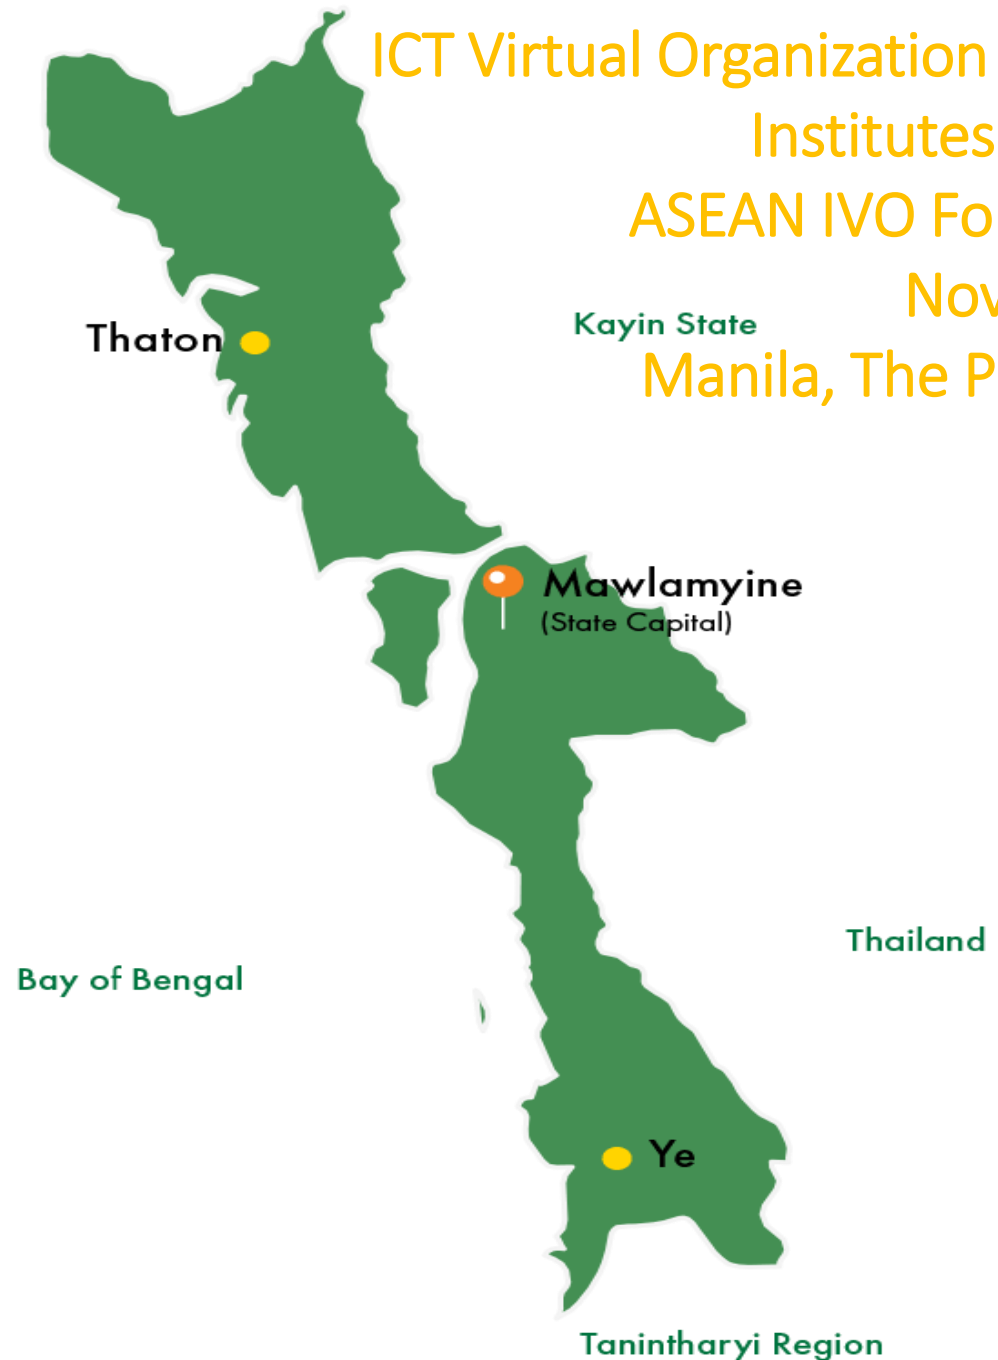 ICT Virtual Organization
Institutes
ASEAN IVO Fo
Nov
Kayin State
Thaton
Manila, The P
Mawlamyine
(State Capital)
Thailand
Bay of Bengal
Ye
Tanintharyi Region